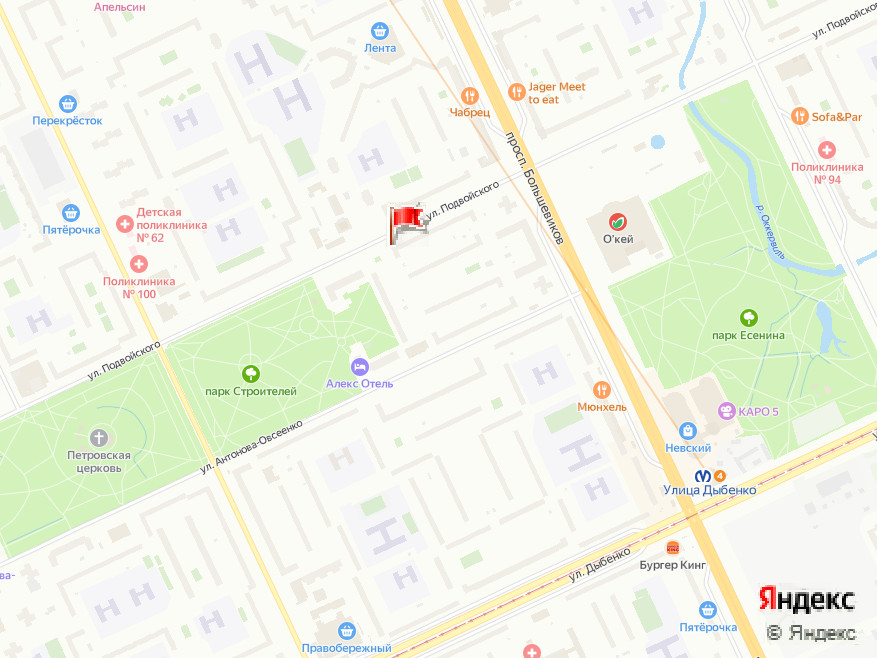 Апельсин
ул. Подвойск
Лента
Jager Meet
to eat
Чабрец
Перекрёсток
Sofa&Par
просп. Большевиков
Поликлиника
№ 94
ул. Подвойского
Детская
поликлиника
№ 62
Пятёрочка
О'кей
р. Оккервиль
Поликлиника
№ 100
парк Есенина
ул. Подвойского
Алекс Отель
парк Строителей
Мюнхель
КАРО 5
ул. Антонова-Овсеенко
Невский
Петровская
церковь
4
Улица Дыбенко
ул. Дыбенко
Бургер Кинг
ва-
Яндекс
Пятёрочка
© Яндекс
Правобережный